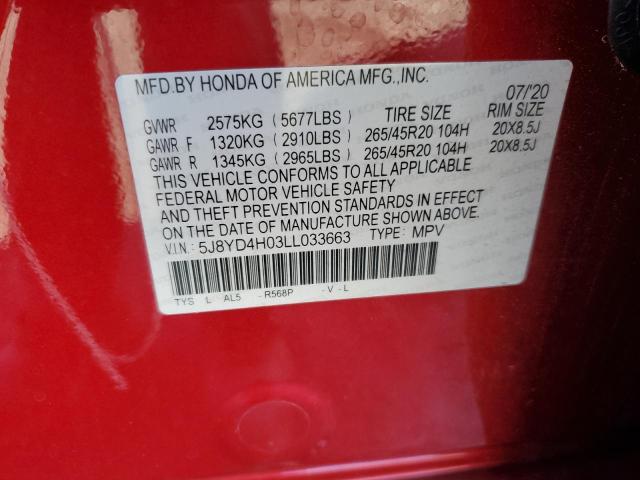 MFD.BY HONDA OF AMERICA MFG.,INC. 07/'20
GVWR 2575KG (5677LBS) TIRE SIZE RIM SIZE
GAWR F 1320KG (2910LBS) 265/45R20 104H 20X8.5J
GAWR R 1345KG (2965LBS) 265/45R20 104H 20X8.5J
THIS VEHICLE CONFORMS TO ALL APPLICABLE
FEDERAL MOTOR VEHICLE SAFETY
AND THEFT PREVENTION STANDARDS IN EFFECT
ON THE DATE OF MANUFACTURE SHOWN ABOVE.
V.I.N.: 5J8YD4H03LL033663 TYPE: MPV
TYS L AL5 -R568P -V-L